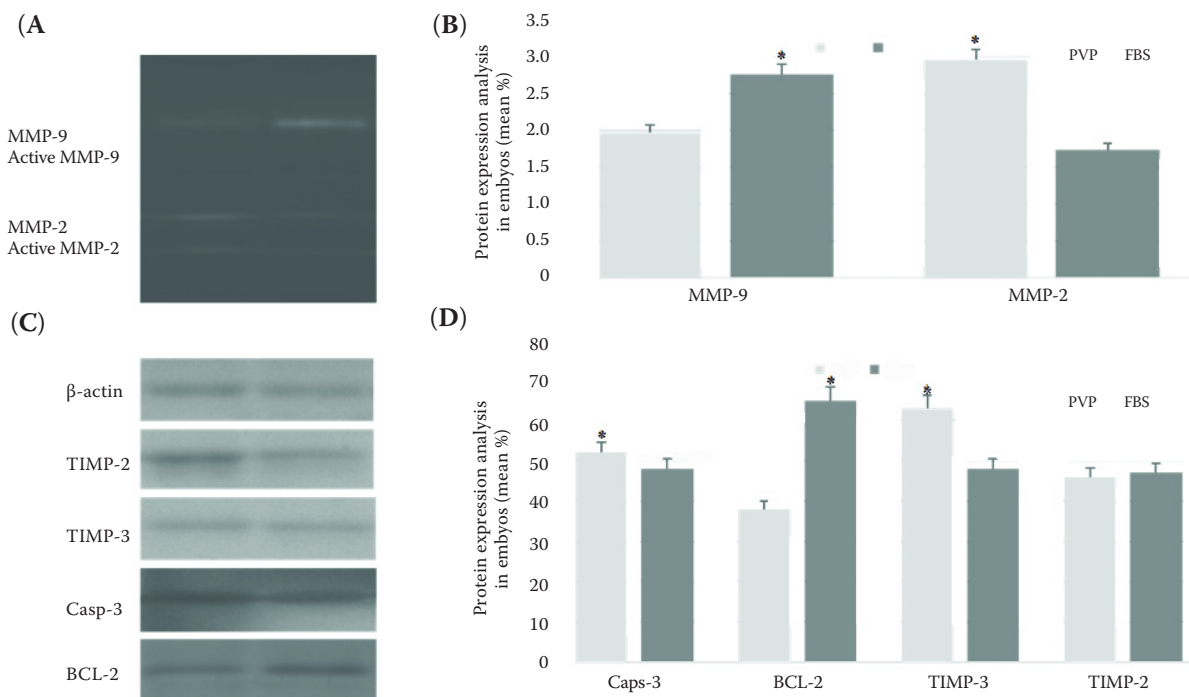 (A)
MMP-9
Active MMP-9
MMP-2
Active MMP-2
(B)
Protein expression analysis
in embryos (mean %)
3.5
3.0
2.5
2.0
1.5
1.0
0.5
0
*
*
PVP FBS
MMP-9 MMP-2
(C)
β-actin
TIMP-2
TIMP-3
Casp-3
BCL-2
(D)
Protein expression analysis
in embryos (mean %)
80
70
60
50
40
30
20
10
0
*
*
*
PVP FBS
Caps-3 BCL-2 TIMP-3 TIMP-2